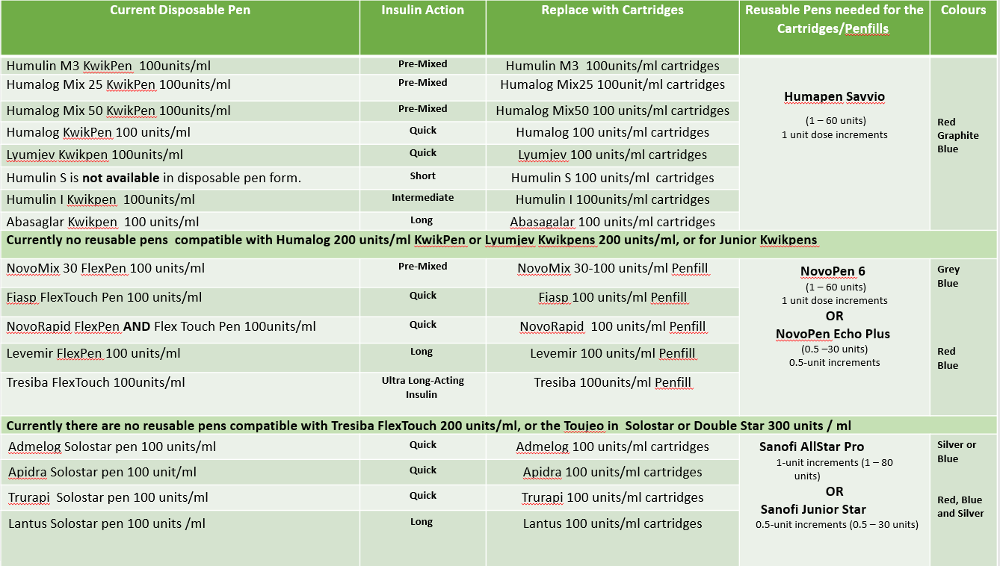 Current Disposable Pen Insulin Action Replace with Cartridges Reusable Pens needed for the Colours
Cartridges/Penfills
Humulin M3 KwikPen 100units/ml Pre-Mixed Humulin M3 100units/ml cartridges
Humalog Mix 25 KwikPen 100units/ml Pre-Mixed Humalog Mix25 100unit/ml cartridges
Humapen Savvio
Humalog Mix 50 KwikPen 100units/ml Pre-Mixed Humalog Mix50 100 units/ml cartridges
(1 – 60 units)
Red
Humalog KwikPen 100 units/ml Quick Humalog 100 units/ml cartridges
1 unit dose increments
Graphite
Blue
Lyumjev Kwikpen 100units/ml Quick Lyumjev 100 units/ml cartridges
Humulin S is not available in disposable pen form. Short Humulin S 100 units/ml cartridges
Humulin I Kwikpen 100units/ml Intermediate Humulin I 100units/ml cartridges
Abasaglar Kwikpen 100 units/ml Long Abasagalar 100 units/ml cartridges
Currently no reusable pens compatible with Humalog 200 units/ml KwikPen or Lyumjev Kwikpens 200 units/ml, or for Junior Kwikpens
NovoMix 30 FlexPen 100 units/ml Pre-Mixed NovoMix 30-100 units/ml Penfill NovoPen 6 Grey
(1 – 60 units) Blue
Fiasp FlexTouch Pen 100 units/ml Quick Fiasp 100 units/ml Penfill 1 unit dose increments
OR
NovoRapid FlexPen AND Flex Touch Pen 100units/ml Quick NovoRapid 100 units/ml Penfill NovoPen Echo Plus
Levemir FlexPen 100 units/ml Long Levemir 100 units/ml Penfill (0.5 –30 units) Red
0.5-unit increments Blue
Tresiba FlexTouch 100units/ml Ultra Long-Acting Tresiba 100units/ml Penfill
Insulin
Currently there are no reusable pens compatible with Tresiba FlexTouch 200 units/ml, or the Toujeo in Solostar or Double Star 300 units / ml
Admelog Solostar pen 100 units/ml Quick Admelog 100 units/ml cartridges Sanofi AllStar Pro Silver or
1-unit increments (1 – 80 Blue
Apidra Solostar pen 100 unit/ml Quick Apidra 100 units/ml cartridges units)
Trurapi Solostar pen 100 units/ml Quick Trurapi 100 units/ml cartridges OR Red, Blue
Sanofi Junior Star and Silver
Lantus Solostar pen 100 units /ml Long Lantus 100 units/ml cartridges 0.5-unit increments (0.5 – 30 units)